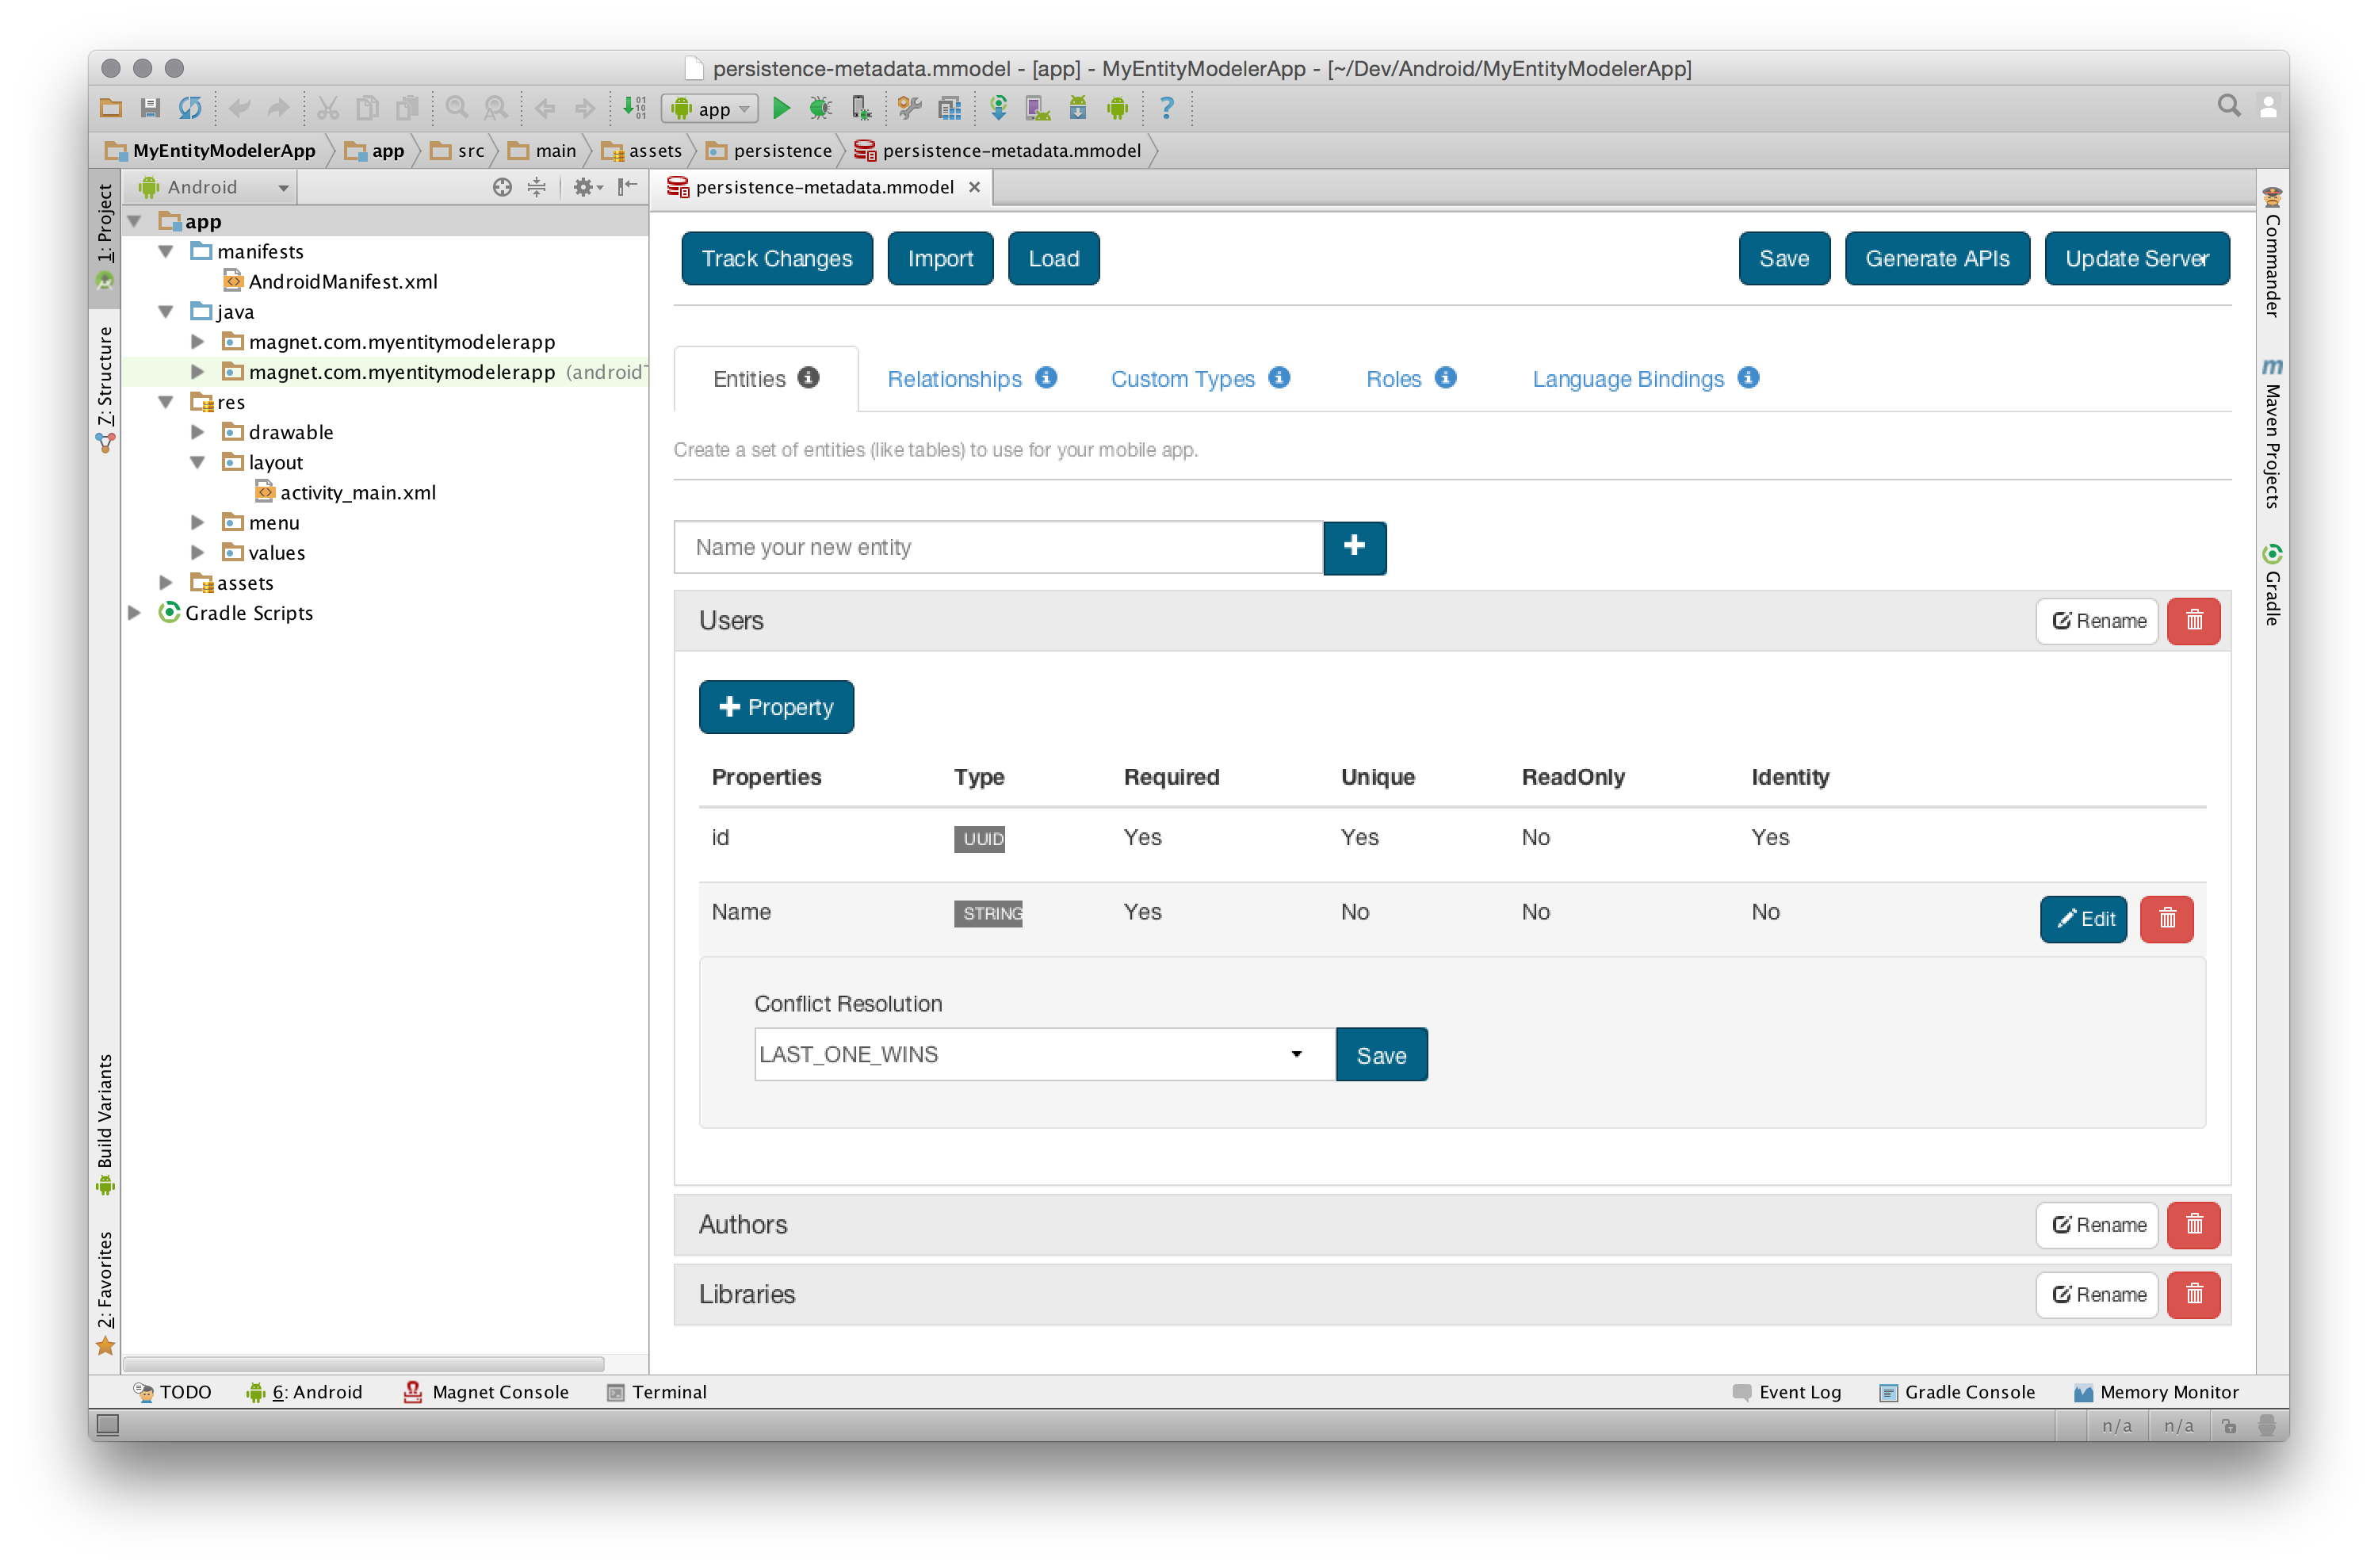 persistence-metadata.mmodel - [app] - MyEntityModelerApp - [~/Dev/Android/MyEntityModelerApp]
app
MyEntityModelerApp app src main assets persistence persistence-metadata.mmodel
1: Project
Z: Structure
Build Variants
2: Favorites
Android
app
manifests
AndroidManifest.xml
java
magnet.com.myentitymodelerapp
magnet.com.myentitymodelerapp (androidT
res
drawable
layout
activity_main.xml
menu
values
assets
Gradle Scripts
persistence-metadata.mmodel
Track Changes Import Load Save Generate APIs Update Server
Entities Relationships Custom Types Roles Language Bindings
Create a set of entities (like tables) to use for your mobile app.
Name your new entity
Users Rename
Property
Properties Type Required Unique ReadOnly Identity
id UUID Yes Yes No Yes
Name STRING Yes No No No Edit
Conflict Resolution
LAST_ONE_WINS Save
Authors Rename
Libraries Rename
Commander
m Maven Projects
Gradle
TODO 6: Android Magnet Console Terminal Event Log Gradle Console Memory Monitor
n/a n/a